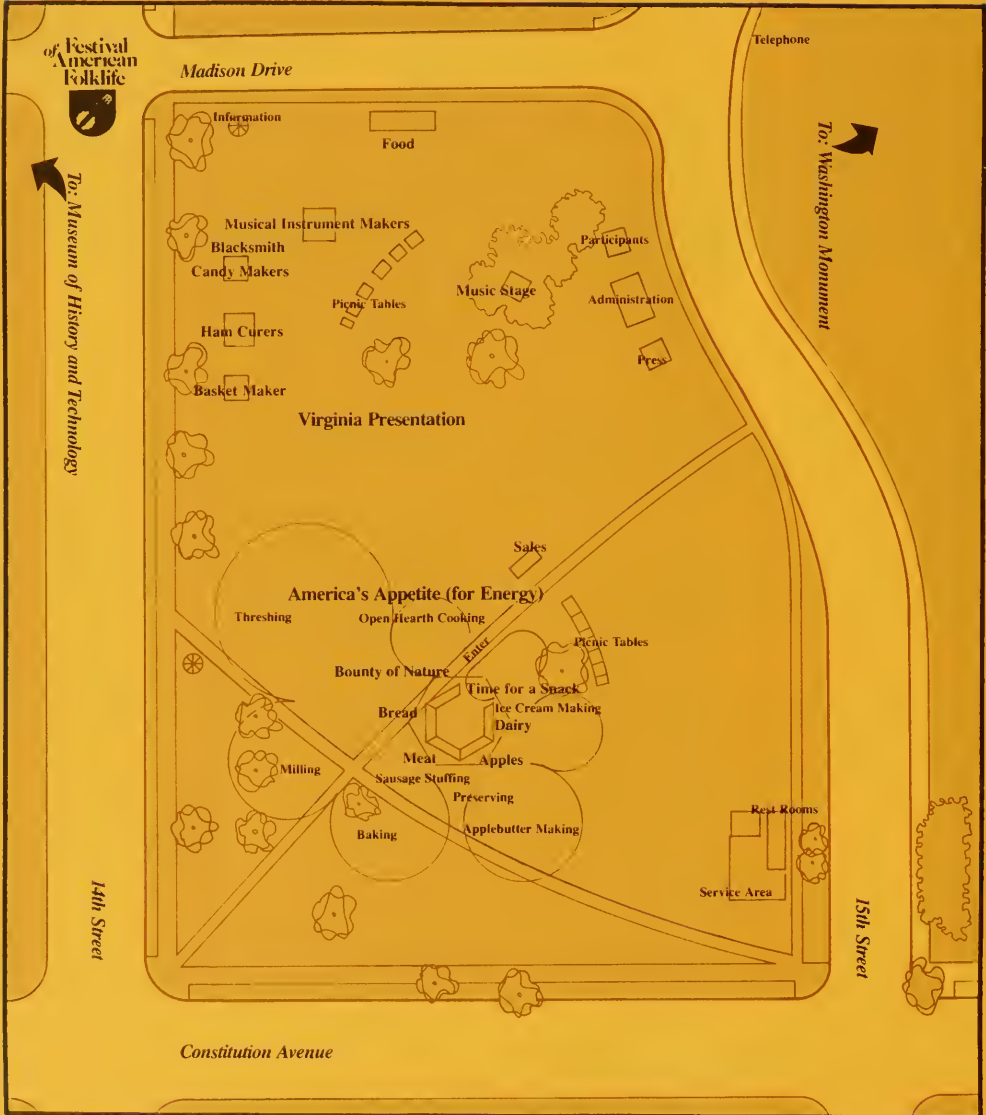 Festival
of American
Folklife
Madison Drive
Telephone
Information
Food
To: Museum of History and Technology
To: Washington Monument
Musical Instrument Makers
Blacksmith
Candy Makers
Picnic Tables
Ham Curers
Basket Maker
Music Stage
Participants
Administration
Press
Virginia Presentation
Sales
America's Appetite (for Energy)
Threshing
Open Hearth Cooking
Enter
Picnic Tables
Bounty of Nature
Time for a Snack
Ice Cream Making
Bread
Dairy
Meat
Apples
Milling
Sausage Stuffing
Preserving
Baking
Applebutter Making
Rest Rooms
Service Area
14th Street
15th Street
Constitution Avenue